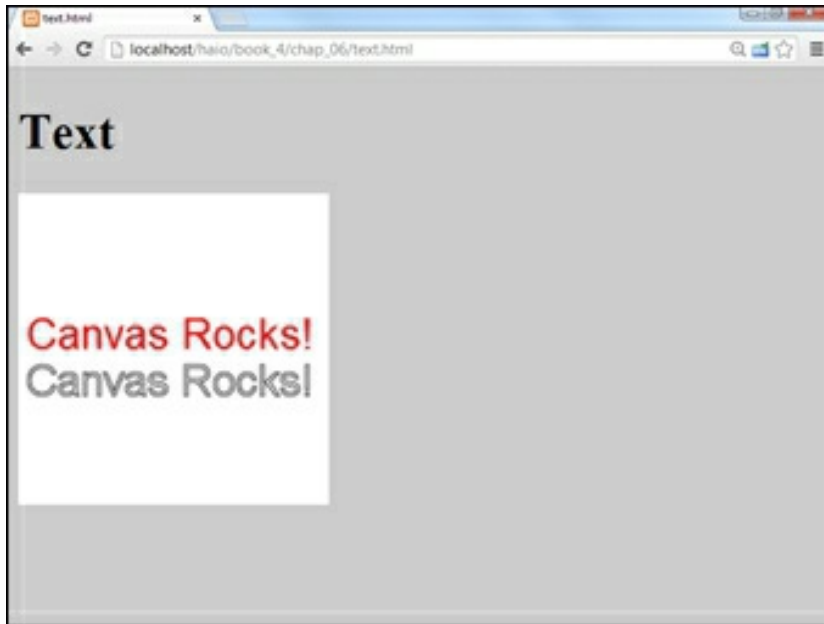 text.html
localhost/haio/book_4/chap_06/text.html
Text
Canvas Rocks!
Canvas Rocks!